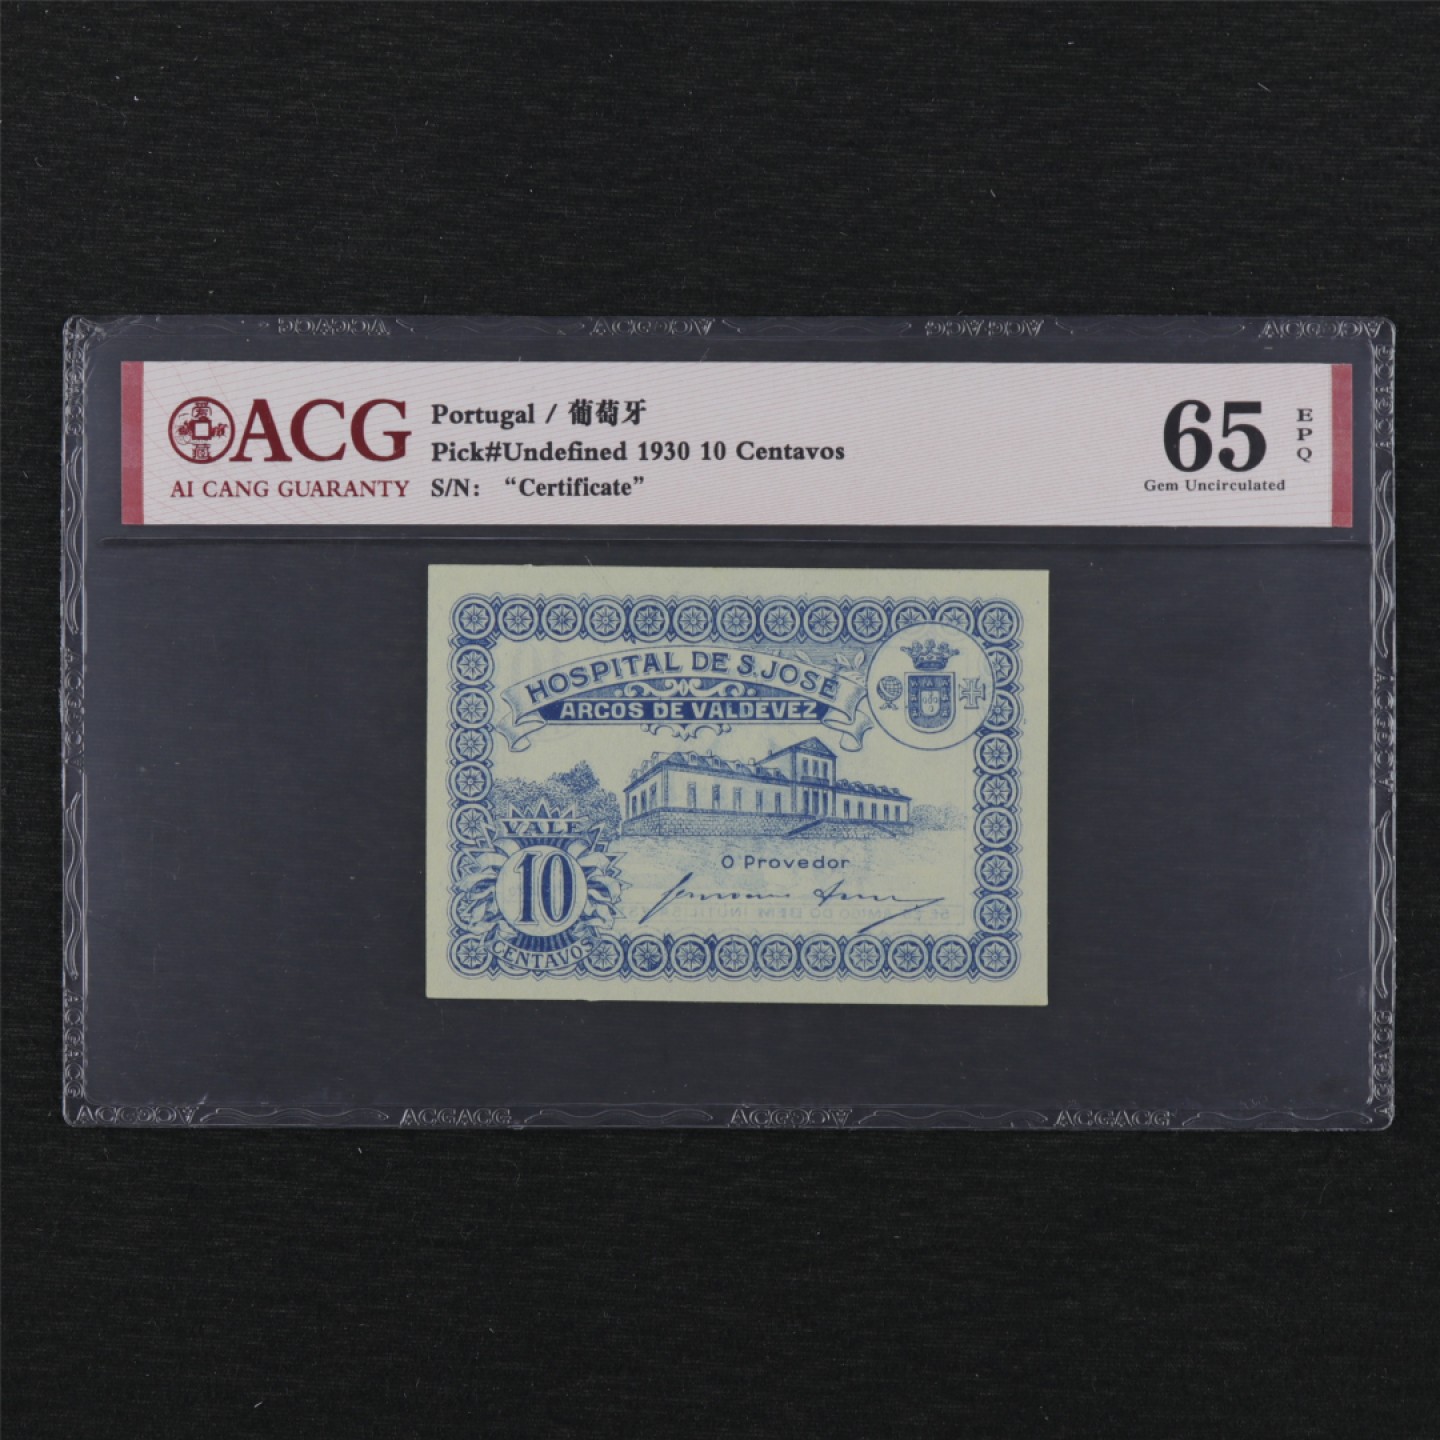 ACG
AI CANG GUARANTY
Portugal / 葡萄牙
Pick#Undefined 1930 10 Centavos
S/N: “Certificate”
65
EPQ
Gem Uncirculated
HOSPITAL DE S. JOSÉ
ARCOS DE VALDEVEZ
VALE
10
CENTAVOS
O Provedor